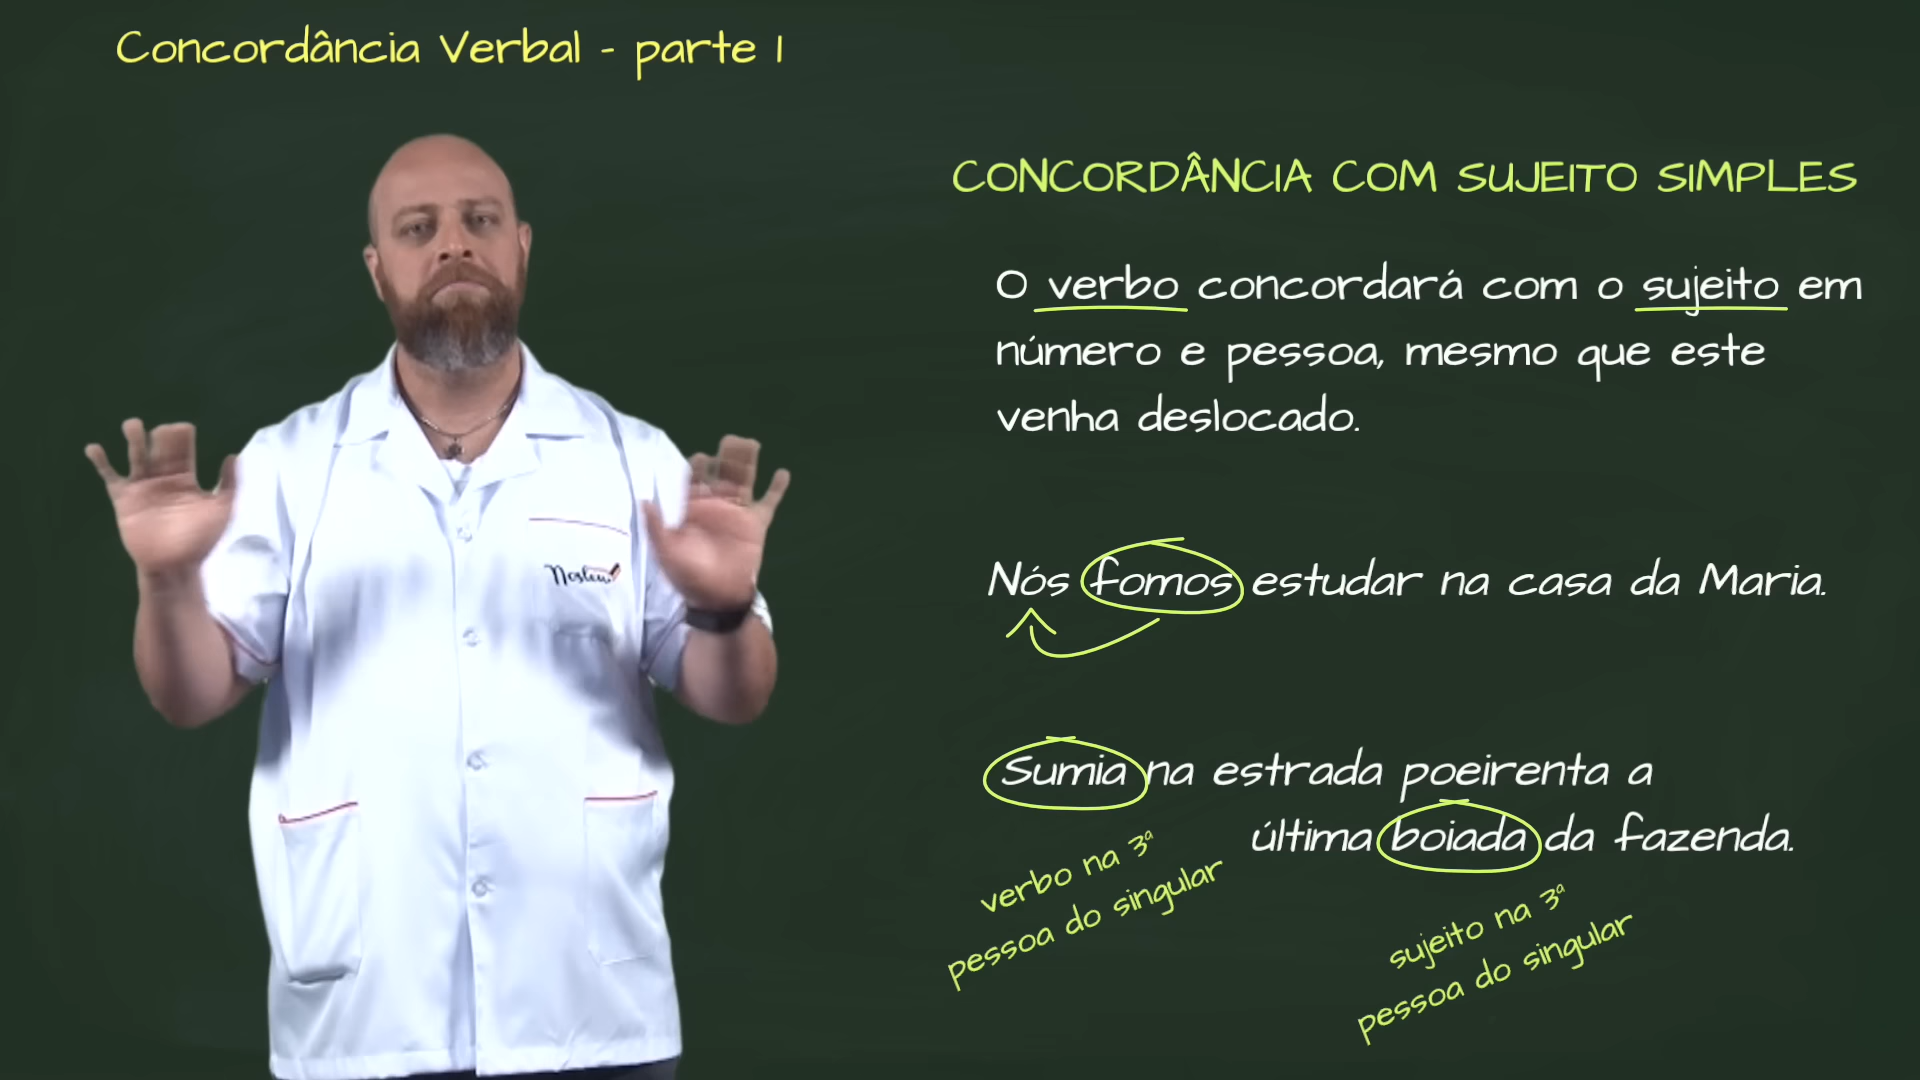 Concordância Verbal - parte 1
CONCORDÂNCIA COM SUJEITO SIMPLES
O verbo concordará com o sujeito em
número e pessoa, mesmo que este
venha deslocado.
Noslen
Nós fomos estudar na casa da Maria.
Sumia na estrada poeirenta a
última boiada da fazenda.
verbo na 3ª
pessoa do singular
sujeito na 3ª
pessoa do singular